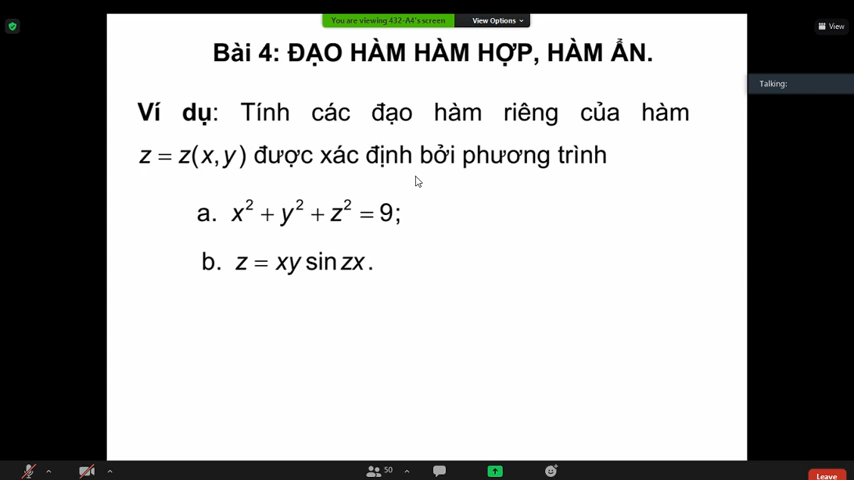 You are viewing 432-A4's screen
View Options
View
Bài 4: ĐẠO HÀM HÀM HỢP, HÀM ẨN.
Talking:
Ví dụ: Tính các đạo hàm riêng của hàm
z = z(x, y) được xác định bởi phương trình
a. x² + y² + z² = 9;
b. z = xy sin zx.
50
Leave